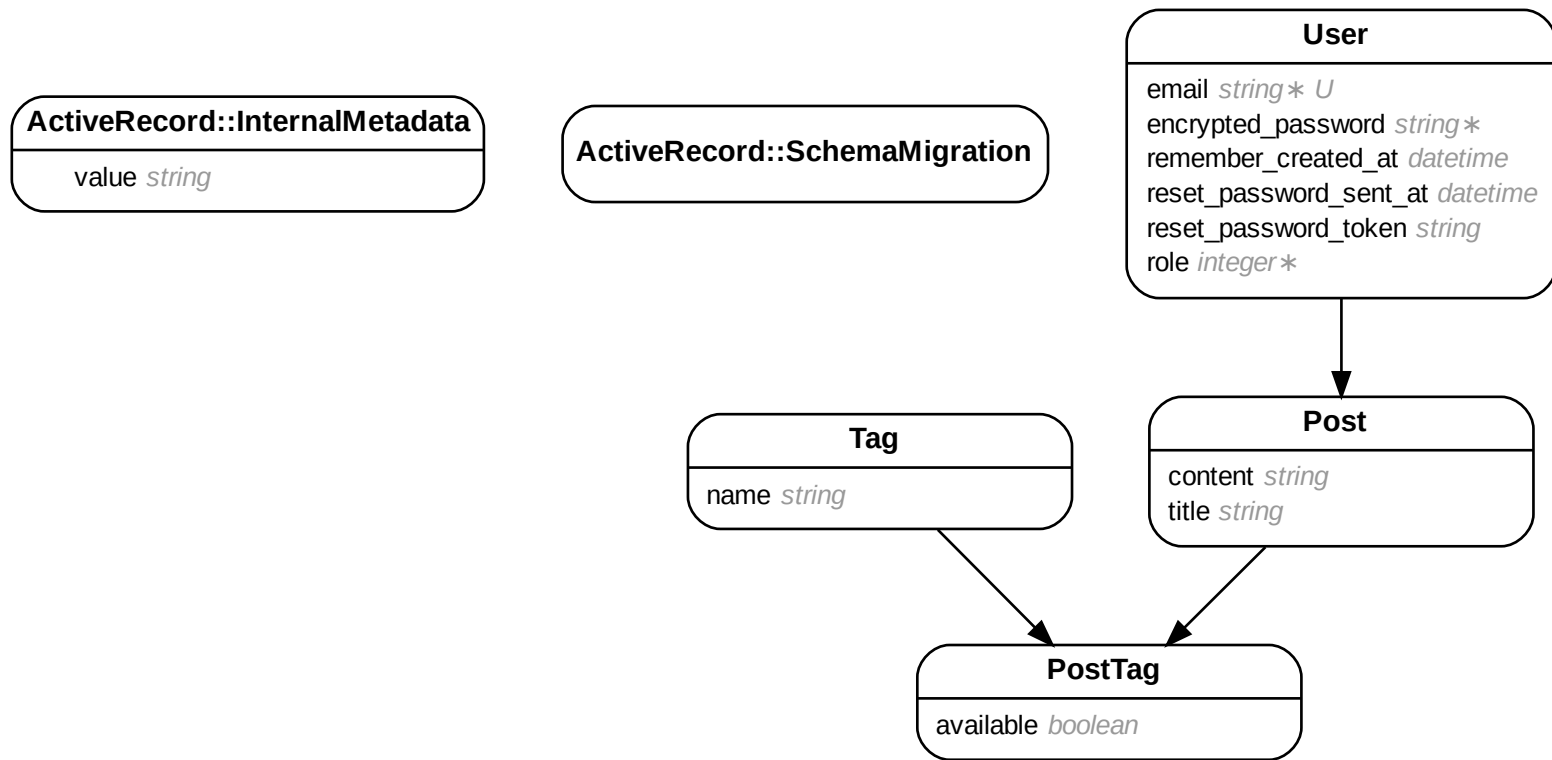 ActiveRecord::InternalMetadata
value string
ActiveRecord::SchemaMigration
User
email string∗ U
encrypted_password string∗
remember_created_at datetime
reset_password_sent_at datetime
reset_password_token string
role integer∗
Tag
name string
Post
content string
title string
PostTag
available boolean